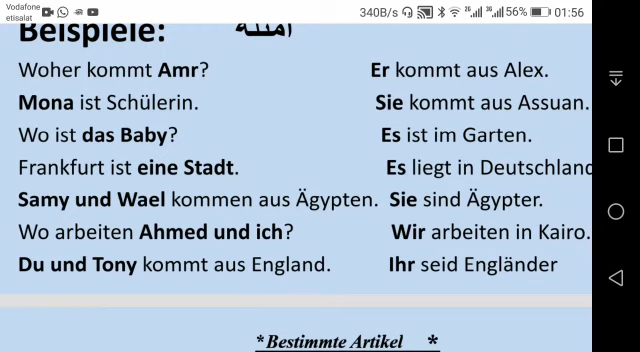 Vodafone
etisalat
340B/s 56% 01:56
Beispiele: أمثلة
Woher kommt Amr? Er kommt aus Alex.
Mona ist Schülerin. Sie kommt aus Assuan.
Wo ist das Baby? Es ist im Garten.
Frankfurt ist eine Stadt. Es liegt in Deutschland
Samy und Wael kommen aus Ägypten. Sie sind Ägypter.
Wo arbeiten Ahmed und ich? Wir arbeiten in Kairo.
Du und Tony kommt aus England. Ihr seid Engländer
*Bestimmte Artikel *